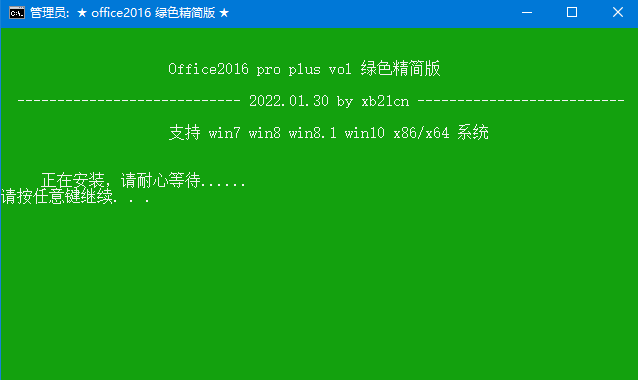 管理员: ★ office2016 绿色精简版 ★
Office2016 pro plus vol 绿色精简版
---------------------------- 2022.01.30 by xb21cn --------------------------
支持 win7 win8 win8.1 win10 x86/x64 系统
正在安装, 请耐心等待......
请按任意键继续. . .